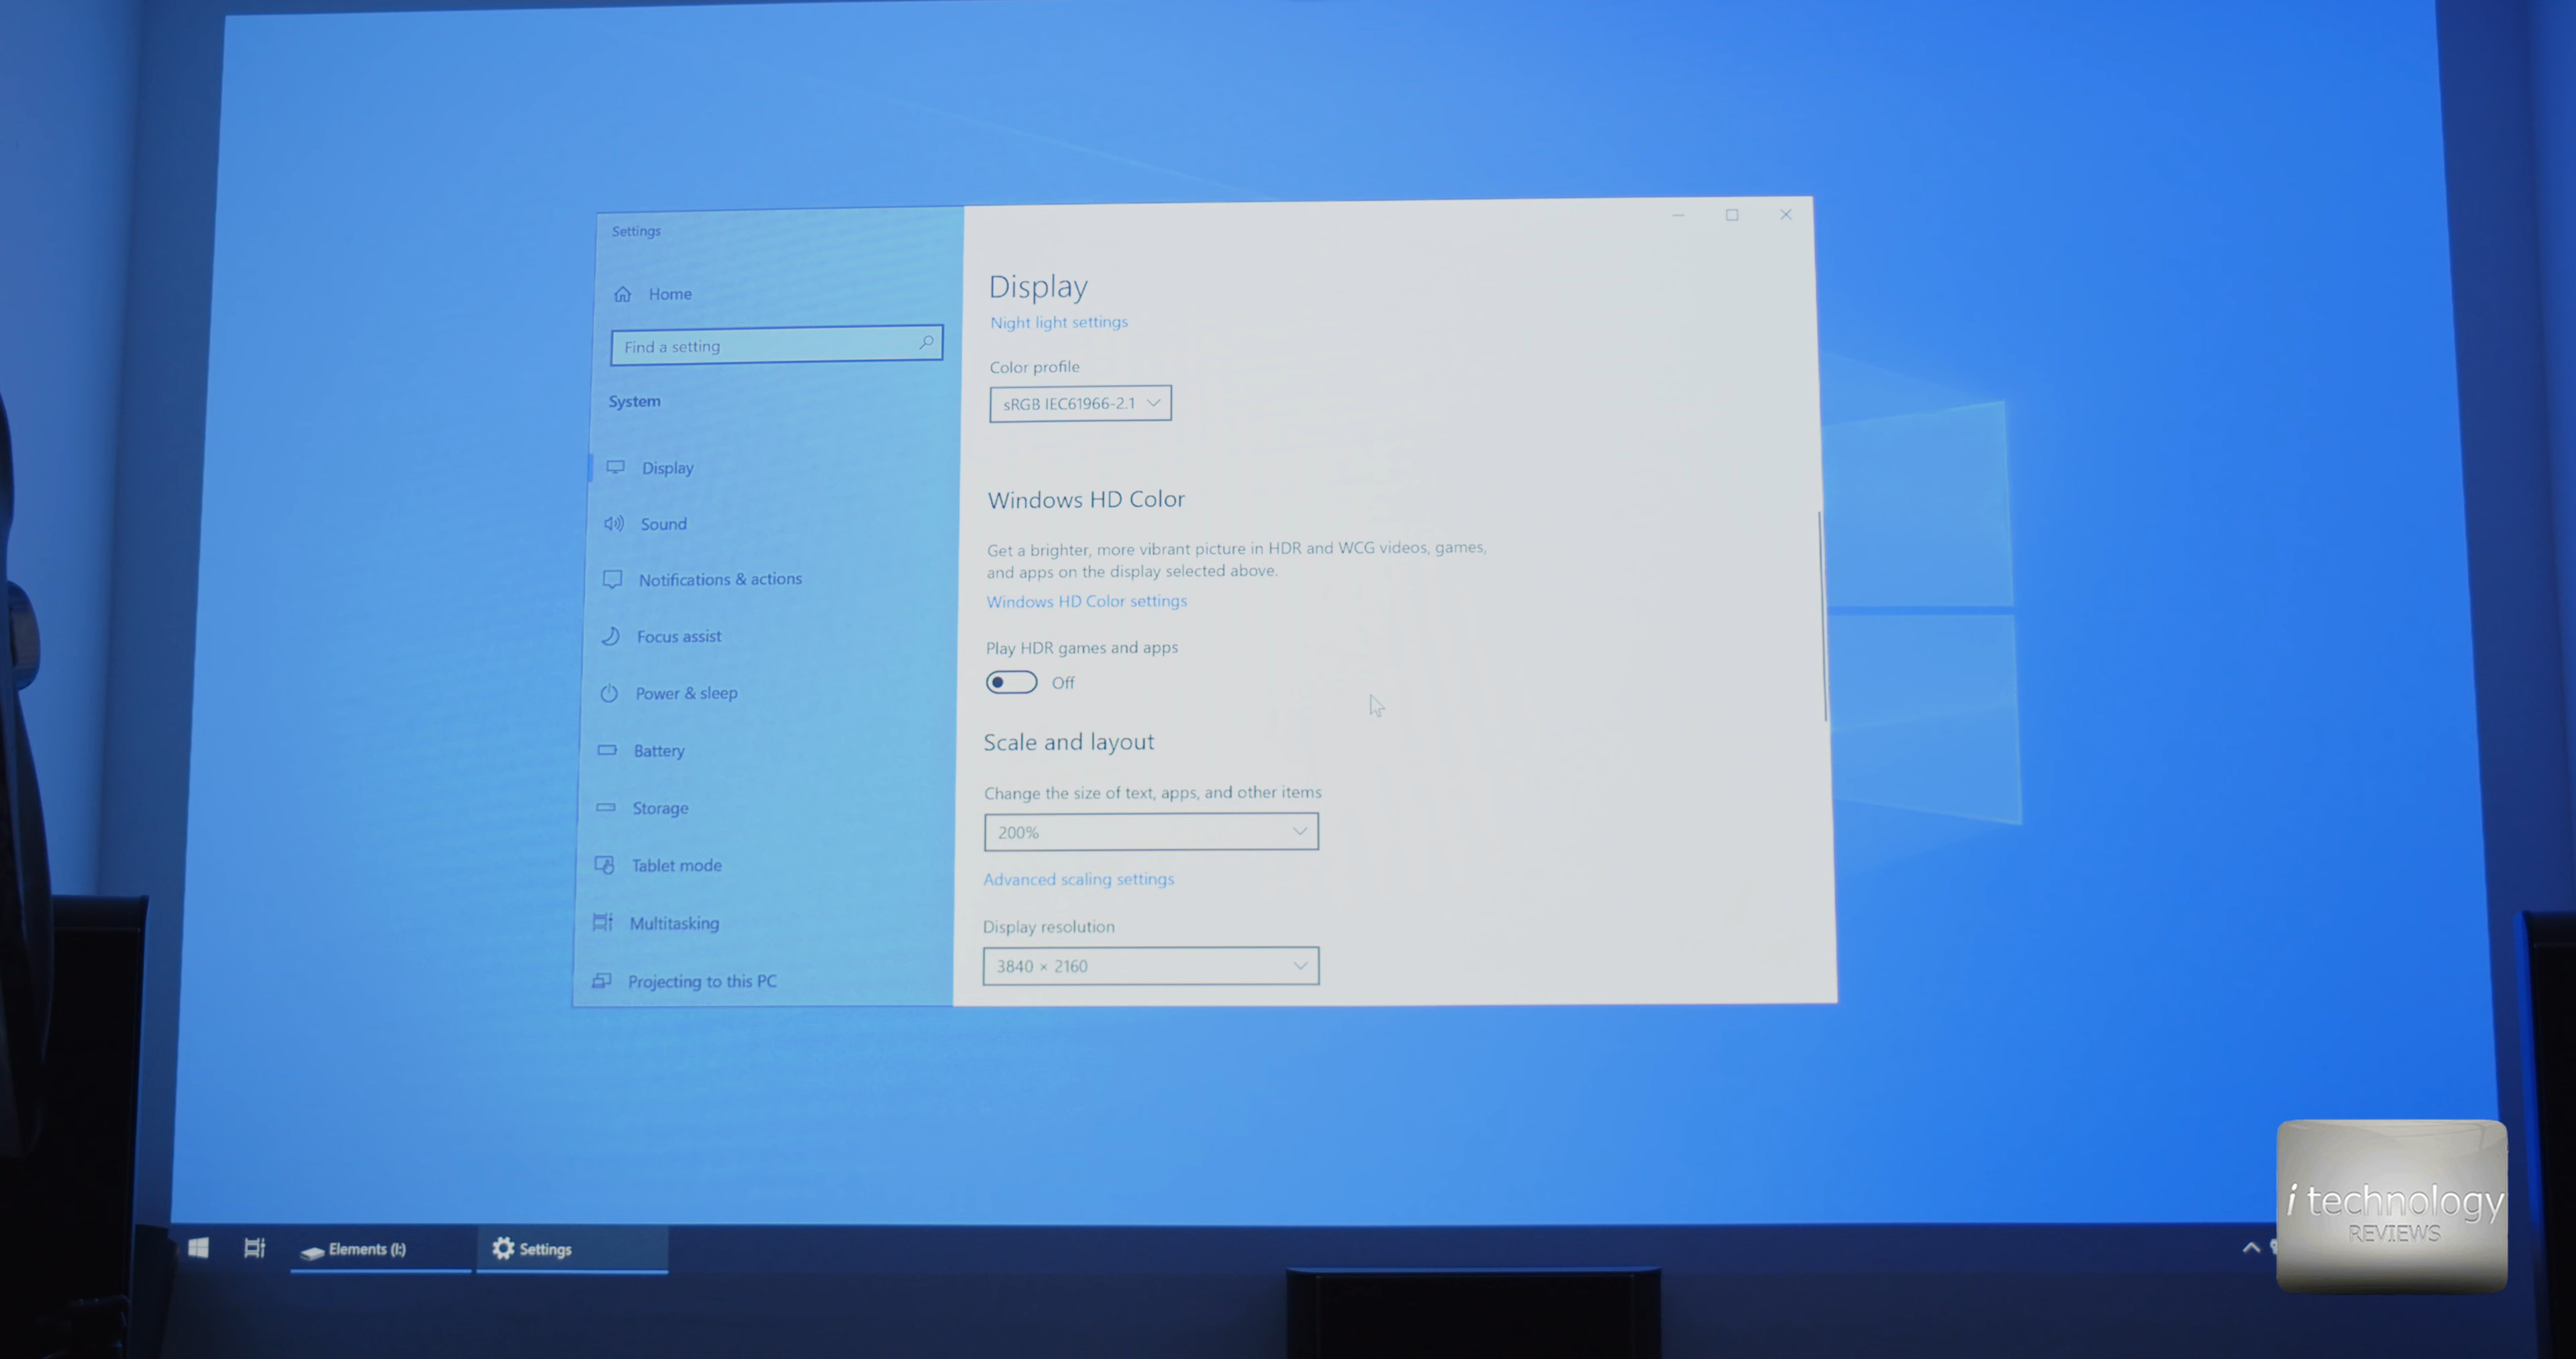 Settings
Home
Find a setting
System
Display
Sound
Notifications & actions
Focus assist
Power & sleep
Battery
Storage
Tablet mode
Multitasking
Projecting to this PC
Display
Night light settings
Color profile
sRGB IEC61966-2.1
Windows HD Color
Get a brighter, more vibrant picture in HDR and WCG videos, games,
and apps on the display selected above.
Windows HD Color settings
Play HDR games and apps
Off
Scale and layout
Change the size of text, apps, and other items
200%
Advanced scaling settings
Display resolution
3840 × 2160
Elements (I:)
Settings
i technology
REVIEWS